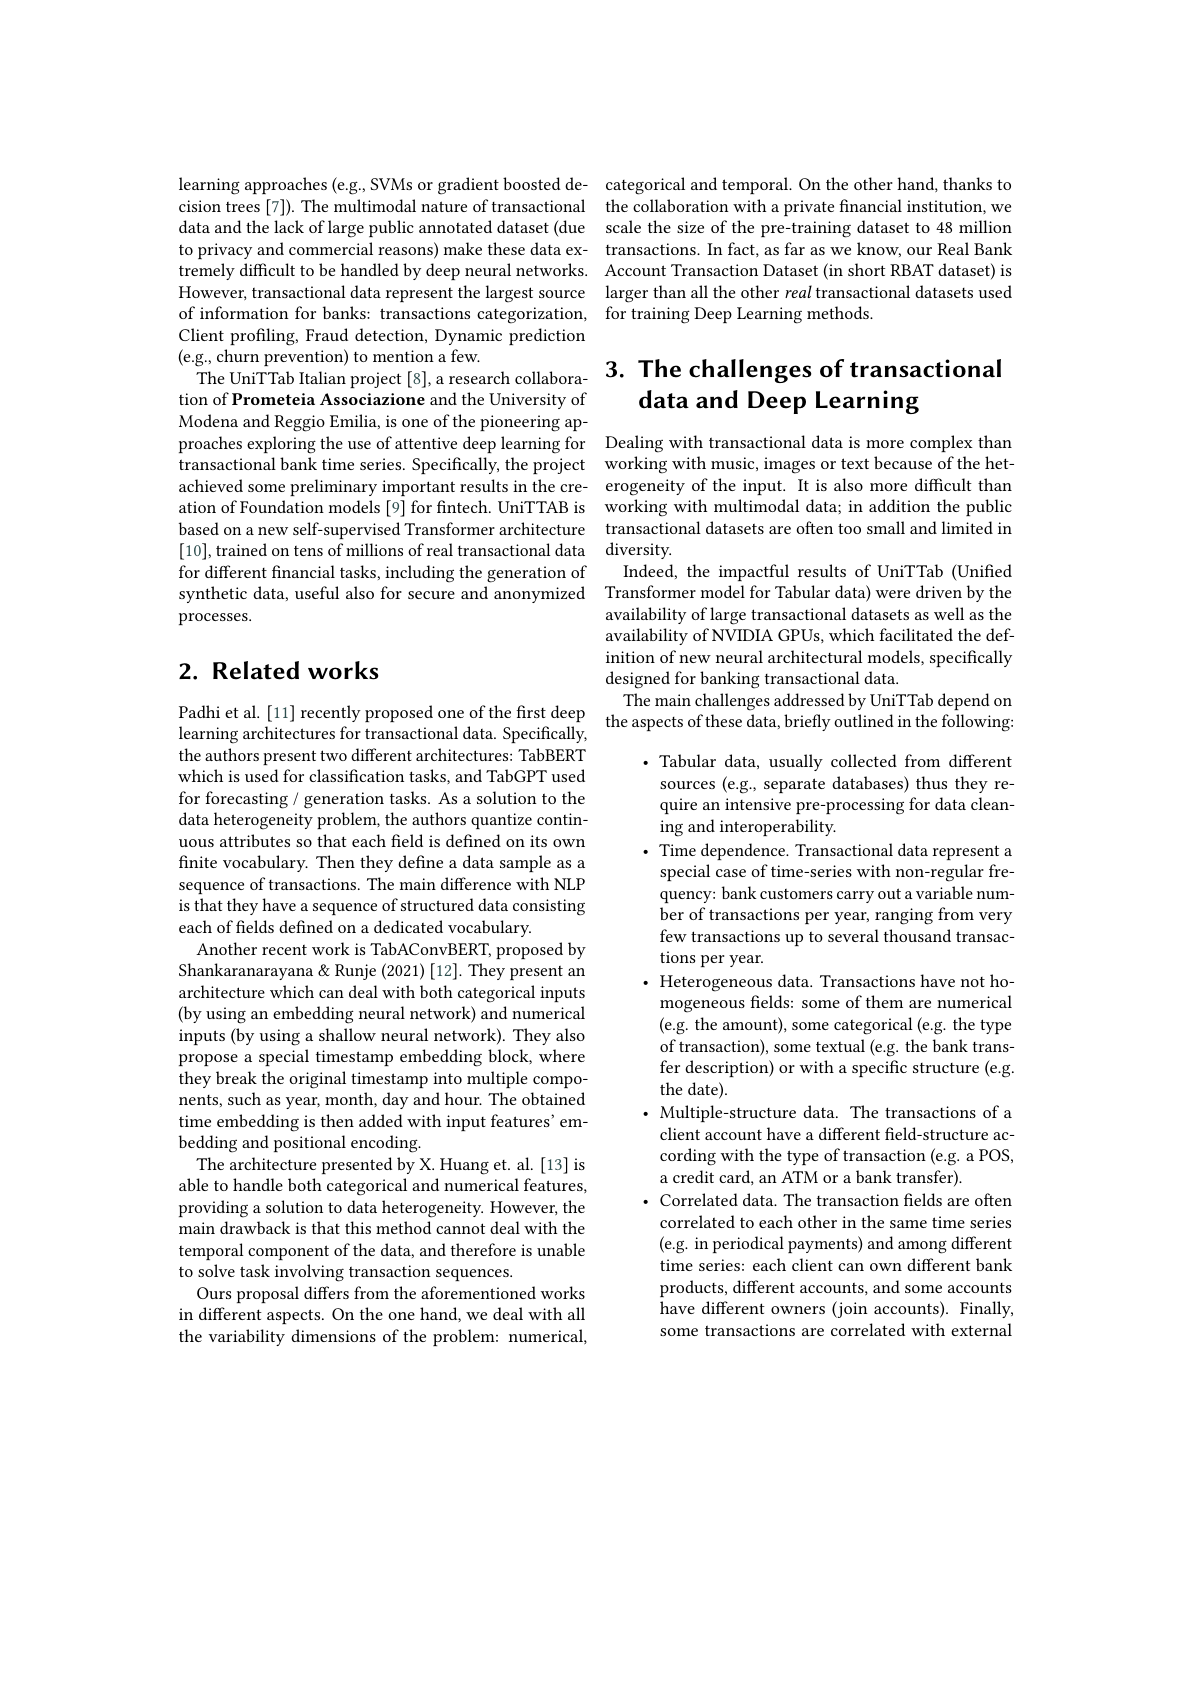 learning approaches (e.g., SVMs or gradient boosted de-
cision trees [7]). The multimodal nature of transactional
data and the lack of large public annotated dataset (due
to privacy and commercial reasons) make these data ex-
tremely difficult to be handled by deep neural networks.
However, transactional data represent the largest source
of information for banks: transactions categorization,
Client profiling, Fraud detection, Dynamic prediction
(e.g., churn prevention) to mention a few.
The UniTTab Italian project [8], a research collabora-
tion of Prometeia Associazione and the University of
Modena and Reggio Emilia, is one of the pioneering ap-
proaches exploring the use of attentive deep learning for
transactional bank time series. Specifically, the project
achieved some preliminary important results in the cre-
ation of Foundation models [9] for fintech. UniTTAB is
based on a new self-supervised Transformer architecture
[10], trained on tens of millions of real transactional data
for different financial tasks, including the generation of
synthetic data, useful also for secure and anonymized
processes.
2. Related works
Padhi et al. [11] recently proposed one of the first deep
learning architectures for transactional data. Specifically,
the authors present two different architectures: TabBERT
which is used for classification tasks, and TabGPT used
for forecasting / generation tasks. As a solution to the
data heterogeneity problem, the authors quantize contin-
uous attributes so that each field is defined on its own
finite vocabulary. Then they define a data sample as a
sequence of transactions. The main difference with NLP
is that they have a sequence of structured data consisting
each of fields defined on a dedicated vocabulary.
Another recent work is TabAConvBERT, proposed by
Shankaranarayana & Runje (2021) [12]. They present an
architecture which can deal with both categorical inputs
(by using an embedding neural network) and numerical
inputs (by using a shallow neural network). They also
propose a special timestamp embedding block, where
they break the original timestamp into multiple compo-
nents, such as year, month, day and hour. The obtained
time embedding is then added with input features' em-
bedding and positional encoding.
The architecture presented by X. Huang et. al. [13] is
able to handle both categorical and numerical features,
providing a solution to data heterogeneity. However, the
main drawback is that this method cannot deal with the
temporal component of the data, and therefore is unable
to solve task involving transaction sequences.
Ours proposal differs from the aforementioned works
in different aspects. On the one hand, we deal with all
the variability dimensions of the problem: numerical,
categorical and temporal. On the other hand, thanks to
the collaboration with a private financial institution, we
scale the size of the pre-training dataset to 48 million
transactions. In fact, as far as we know, our Real Bank
Account Transaction Dataset (in short RBAT dataset) is
larger than all the other real transactional datasets used
for training Deep Learning methods.
3. The challenges of transactional
data and Deep Learning
Dealing with transactional data is more complex than
working with music, images or text because of the het-
erogeneity of the input. It is also more difficult than
working with multimodal data; in addition the public
transactional datasets are often too small and limited in
diversity.
Indeed, the impactful results of UniTTab (Unified
Transformer model for Tabular data) were driven by the
availability of large transactional datasets as well as the
availability of NVIDIA GPUs, which facilitated the def-
inition of new neural architectural models, specifically
designed for banking transactional data.
The main challenges addressed by UniTTab depend on
the aspects of these data, briefly outlined in the following:
• Tabular data, usually collected from different
sources (e.g., separate databases) thus they re-
quire an intensive pre-processing for data clean-
ing and interoperability.
• Time dependence. Transactional data represent a
special case of time-series with non-regular fre-
quency: bank customers carry out a variable num-
ber of transactions per year, ranging from very
few transactions up to several thousand transac-
tions per year.
• Heterogeneous data. Transactions have not ho-
mogeneous fields: some of them are numerical
(e.g. the amount), some categorical (e.g. the type
of transaction), some textual (e.g. the bank trans-
fer description) or with a specific structure (e.g.
the date).
• Multiple-structure data. The transactions of a
client account have a different field-structure ac-
cording with the type of transaction (e.g. a POS,
a credit card, an ATM or a bank transfer).
• Correlated data. The transaction fields are often
correlated to each other in the same time series
(e.g. in periodical payments) and among different
time series: each client can own different bank
products, different accounts, and some accounts
have different owners (join accounts). Finally,
some transactions are correlated with external